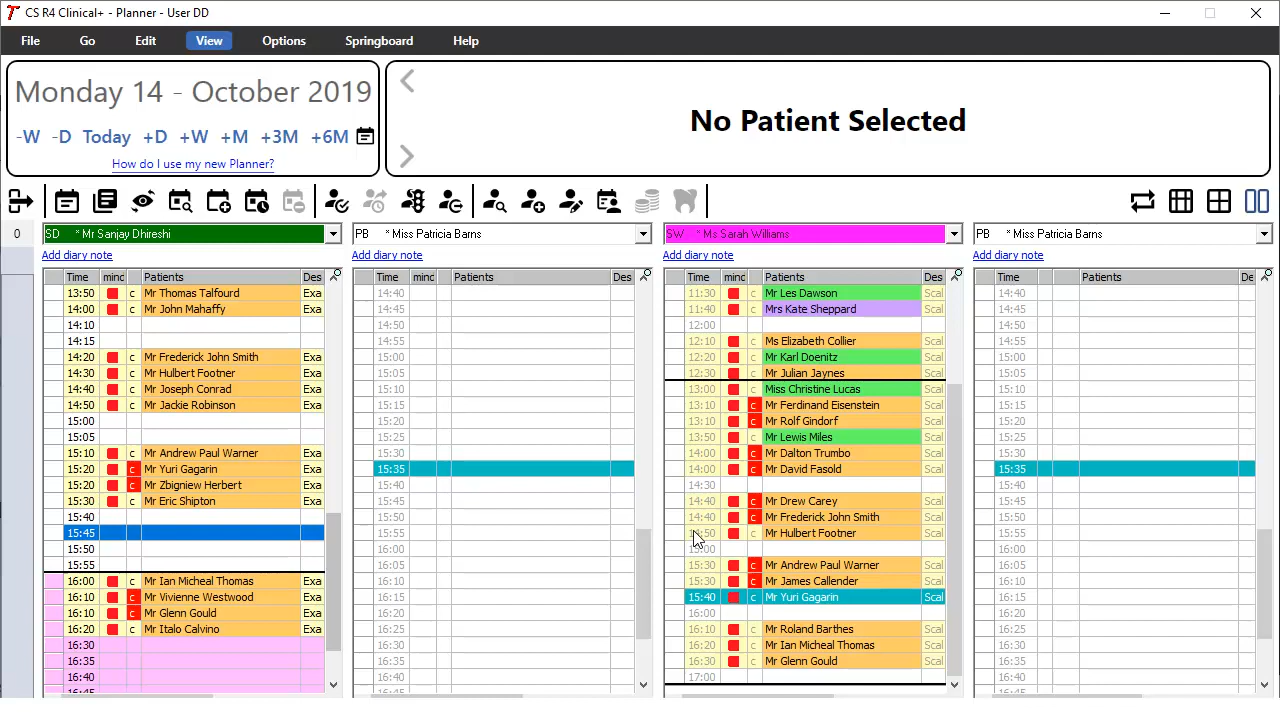 CS R4 Clinical+ - Planner - User DD
File Go Edit View Options Springboard Help
Monday 14 - October 2019
-W -D Today +D +W +M +3M +6M
How do I use my new Planner?
No Patient Selected
0
SD * Mr Sanjay Dhireshi
PB * Miss Patricia Barns
SW * Ms Sarah Williams
PB * Miss Patricia Barns
Add diary note
Add diary note
Add diary note
Add diary note
Time mind Patients Des
13:50 c Mr Thomas Talfourd Exa
14:00 c Mr John Mahaffy Exa
14:10
14:15
14:20 c Mr Frederick John Smith Exa
14:30 c Mr Hulbert Footner Exa
14:40 c Mr Joseph Conrad Exa
14:50 c Mr Jackie Robinson Exa
15:00
15:05
15:10 c Mr Andrew Paul Warner Exa
15:20 c Mr Yuri Gagarin Exa
15:20 c Mr Zbigniew Herbert Exa
15:30 c Mr Eric Shipton Exa
15:40
15:45
15:50
15:55
16:00 c Mr Ian Micheal Thomas Exa
16:10 c Mr Vivienne Westwood Exa
16:10 c Mr Glenn Gould Exa
16:20 c Mr Italo Calvino Exa
16:30
16:35
16:40
16:45
Time mind Patients Des
14:40
14:45
14:50
14:55
15:00
15:05
15:10
15:15
15:20
15:25
15:30
15:35
15:40
15:45
15:50
15:55
16:00
16:05
16:10
16:15
16:20
16:25
16:30
16:35
16:40
16:45
Time mind Patients Des
11:30 c Mr Les Dawson Scal
11:40 c Mrs Kate Sheppard Scal
12:00
12:10 c Ms Elizabeth Collier Scal
12:20 c Mr Karl Doenitz Scal
12:30 c Mr Julian Jaynes Scal
13:00 c Miss Christine Lucas Scal
13:10 c Mr Ferdinand Eisenstein Scal
13:10 c Mr Rolf Gindorf Scal
13:50 c Mr Lewis Miles Scal
14:00 c Mr Dalton Trumbo Scal
14:00 c Mr David Fasold Scal
14:30
14:40 c Mr Drew Carey Scal
14:40 c Mr Frederick John Smith Scal
c Mr Hulbert Footner Scal
15:00
15:30 c Mr Andrew Paul Warner Scal
15:30 c Mr James Callender Scal
15:40 c Mr Yuri Gagarin Scal
16:00
16:10 c Mr Roland Barthes Scal
16:20 c Mr Ian Micheal Thomas Scal
16:30 c Mr Glenn Gould Scal
17:00
Time Patients De
14:40
14:45
14:50
14:55
15:00
15:05
15:10
15:15
15:20
15:25
15:30
15:35
15:40
15:45
15:50
15:55
16:00
16:05
16:10
16:15
16:20
16:25
16:30
16:35
16:40
16:45